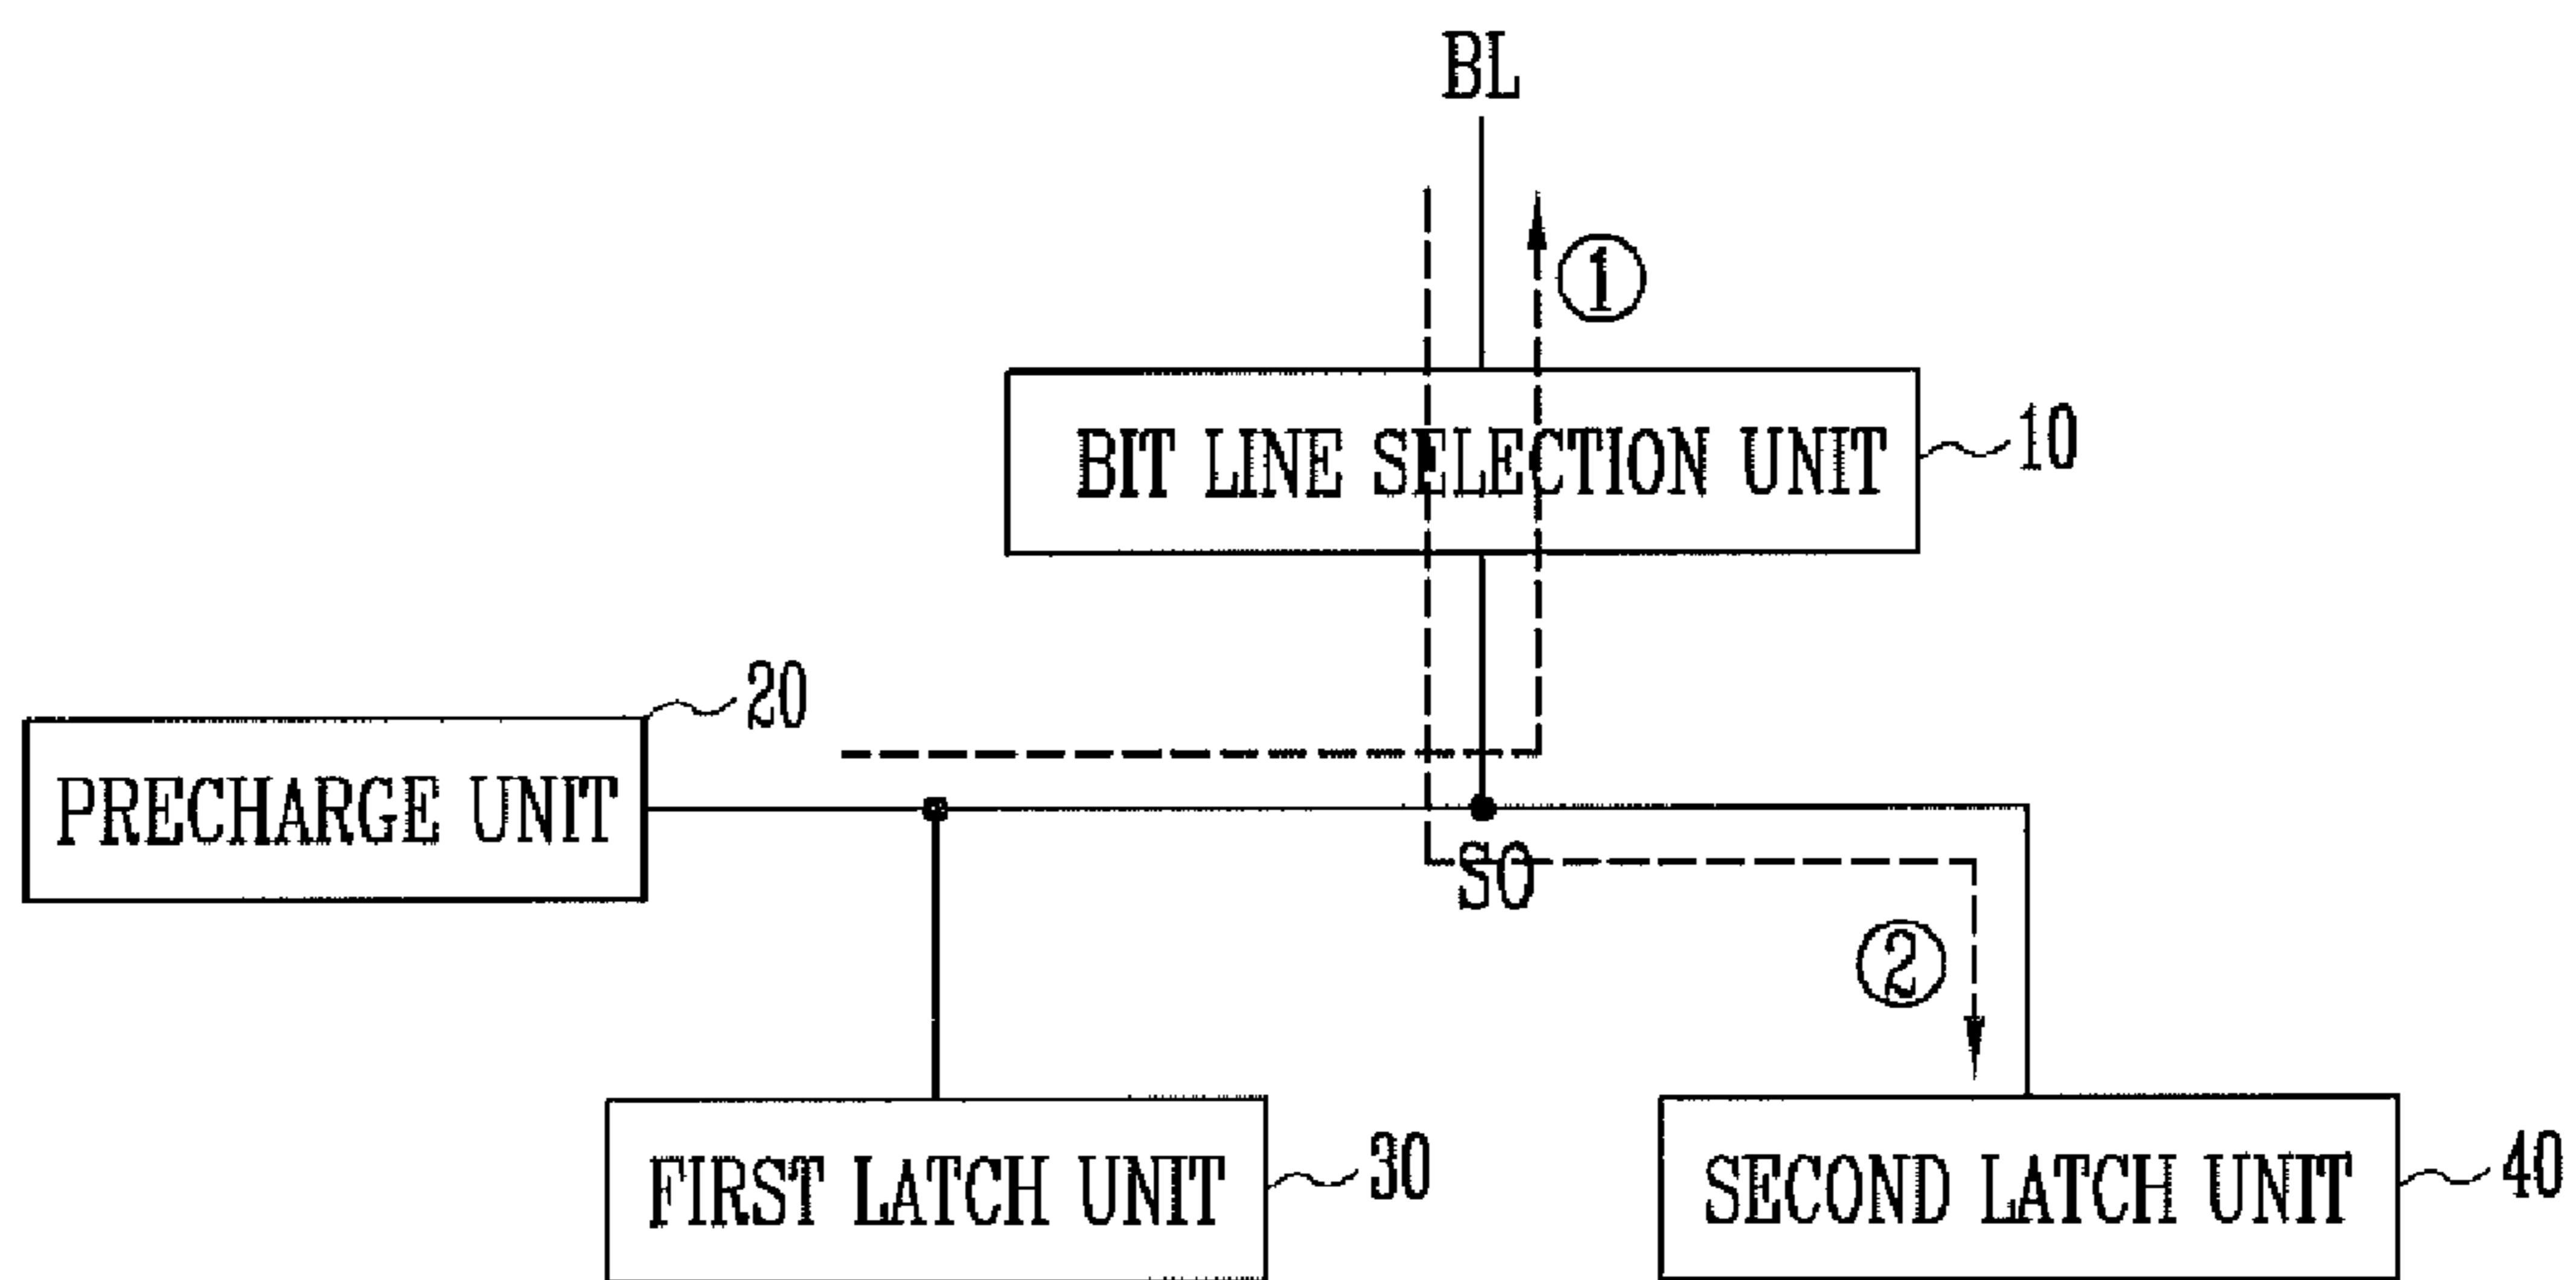 BL
①
BIT LINE SELECTION UNIT 10
20
PRECHARGE UNIT
SO
②
FIRST LATCH UNIT 30
SECOND LATCH UNIT 40